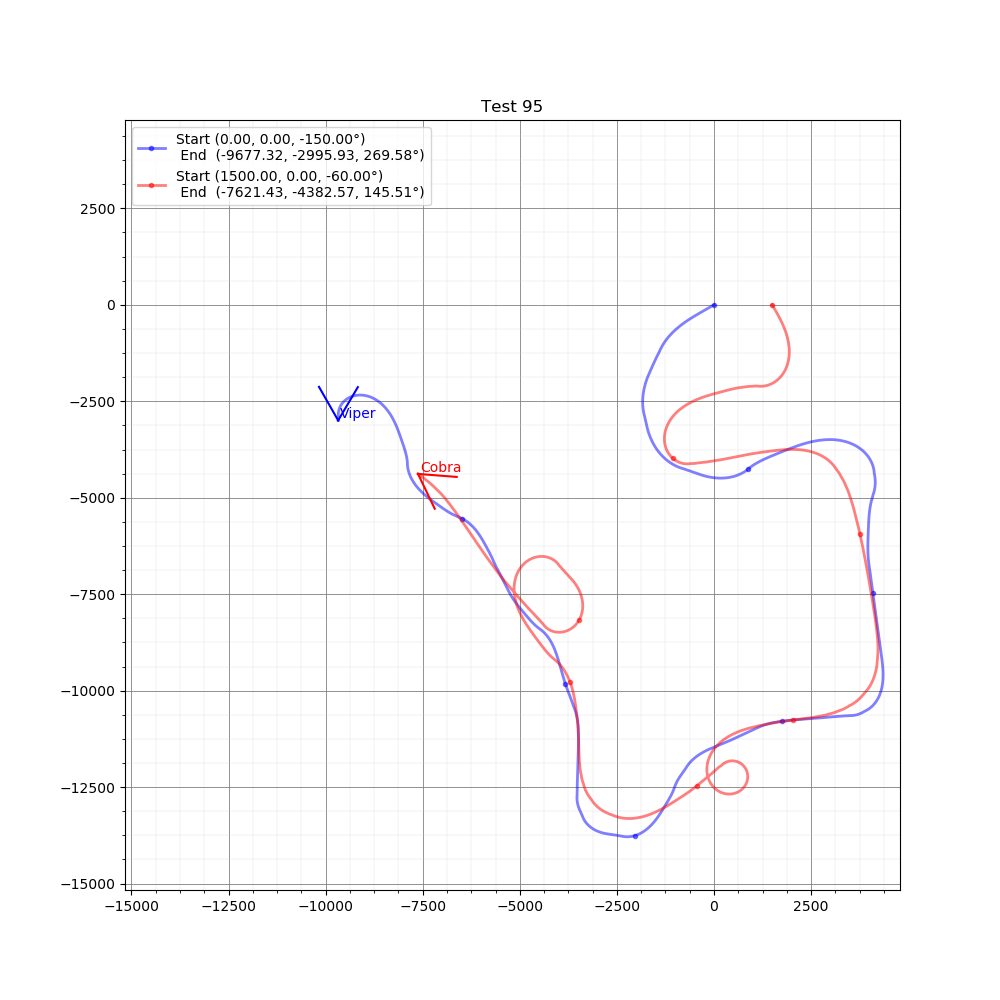 Test 95
Start (0.00, 0.00, -150.00°)
End (-9677.32, -2995.93, 269.58°)
Start (1500.00, 0.00, -60.00°)
End (-7621.43, -4382.57, 145.51°)
2500
0
−2500
Viper
Cobra
−5000
−7500
−10000
−12500
−15000
−15000 −12500 −10000 −7500 −5000 −2500 0 2500